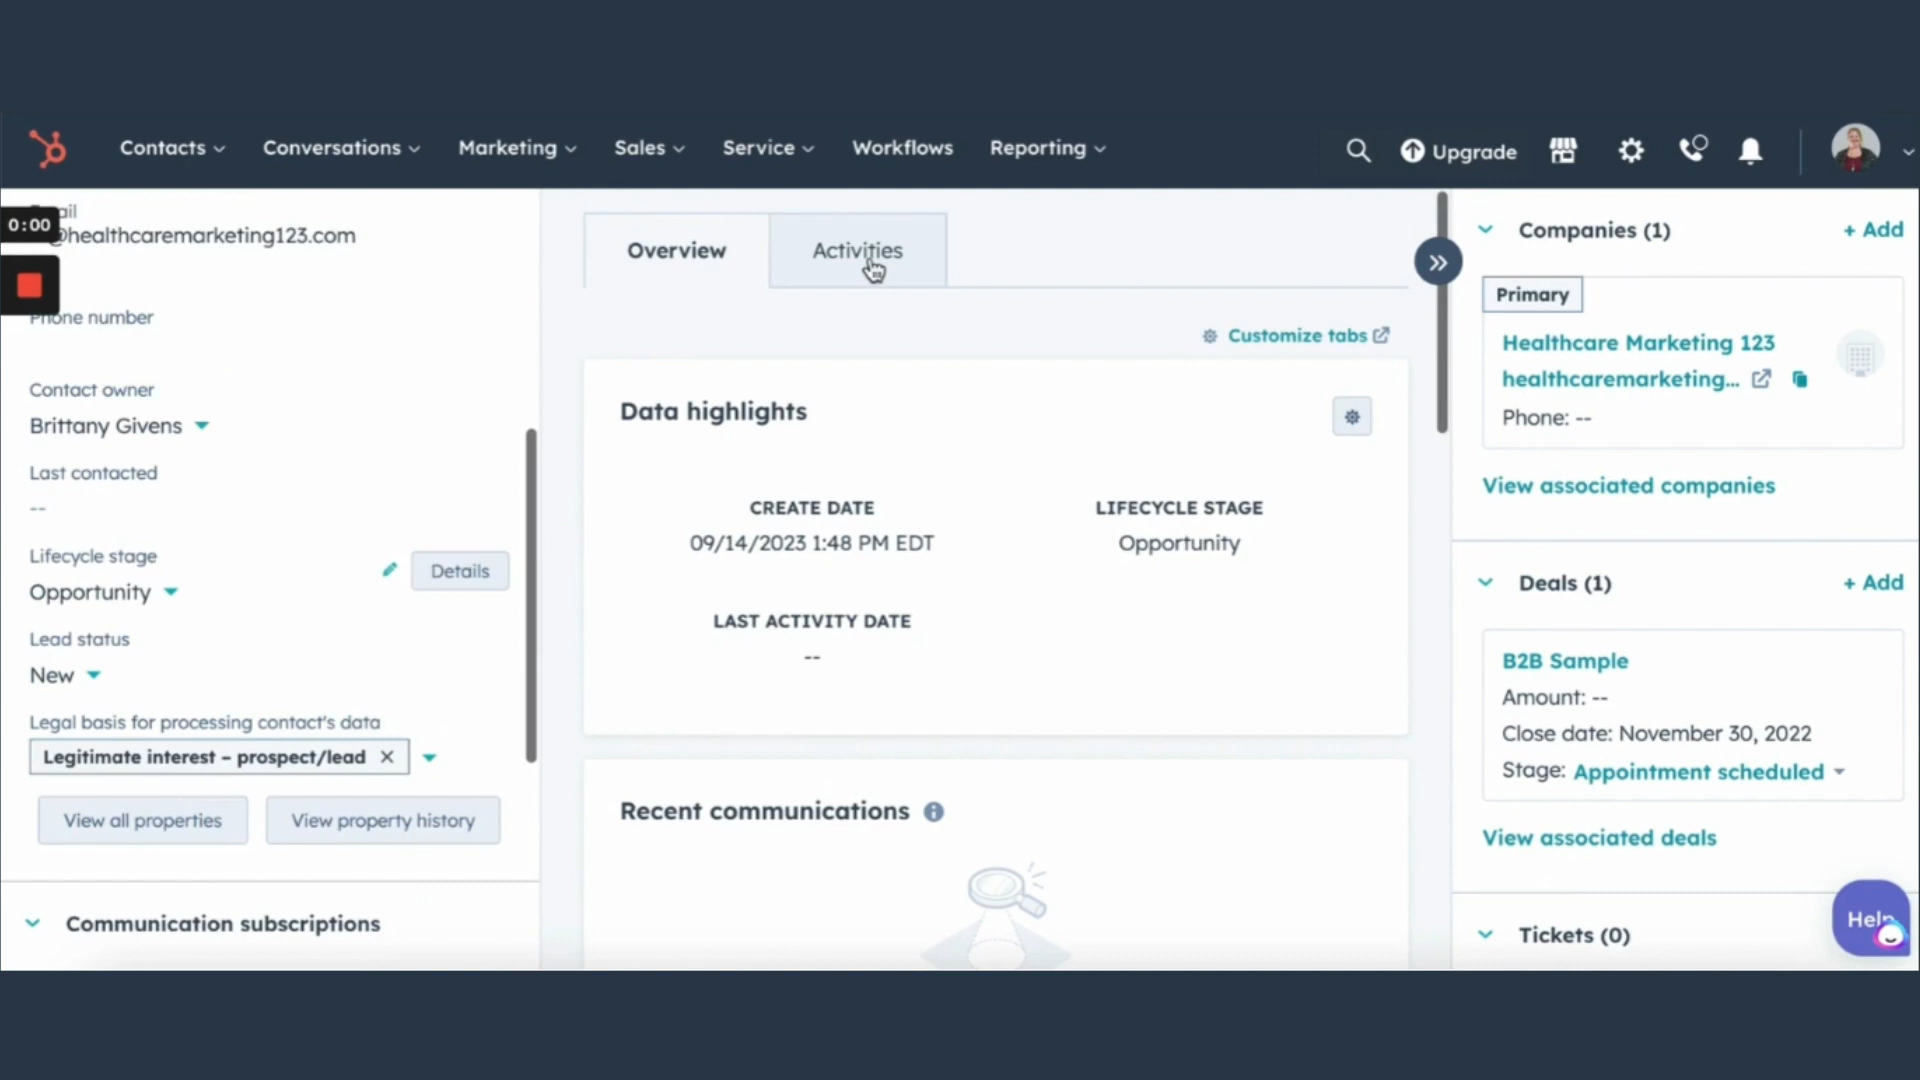 Contacts
Conversations
Marketing
Sales
Service
Workflows
Reporting
Upgrade
0:00
@healthcaremarketing123.com
Phone number
Contact owner
Brittany Givens
Last contacted
--
Lifecycle stage
Opportunity
Details
Lead status
New
Legal basis for processing contact's data
Legitimate interest – prospect/lead
View all properties
View property history
Communication subscriptions
Overview
Activities
Customize tabs
Data highlights
CREATE DATE
09/14/2023 1:48 PM EDT
LIFECYCLE STAGE
Opportunity
LAST ACTIVITY DATE
--
Recent communications
Companies (1)
+ Add
Primary
Healthcare Marketing 123
healthcaremarketing...
Phone: --
View associated companies
Deals (1)
+ Add
B2B Sample
Amount: --
Close date: November 30, 2022
Stage: Appointment scheduled
View associated deals
Tickets (0)
Help